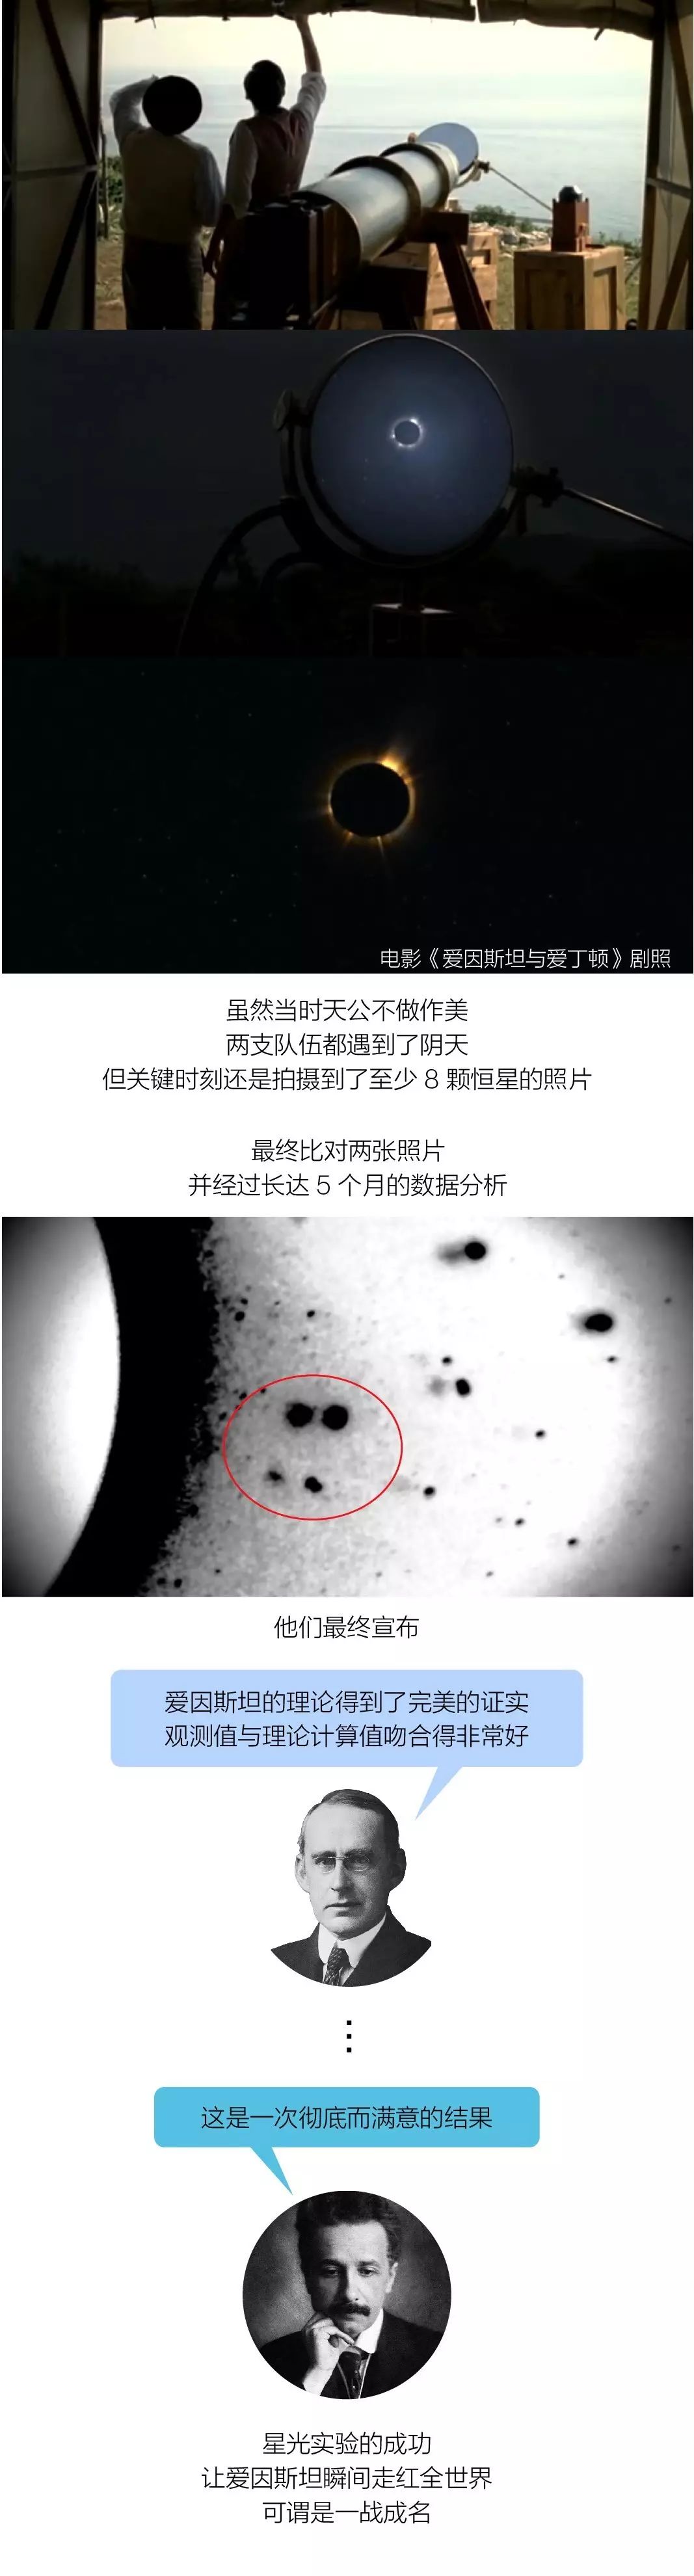 电影《爱因斯坦与爱丁顿》剧照
虽然当时天公不做作美
两支队伍都遇到了阴天
但关键时刻还是拍摄到了至少 8 颗恒星的照片
最终比对两张照片
并经过长达 5 个月的数据分析
他们最终宣布
爱因斯坦的理论得到了完美的证实
观测值与理论计算值吻合得非常好
⋮
这是一次彻底而满意的结果
星光实验的成功
让爱因斯坦瞬间走红全世界
可谓是一战成名